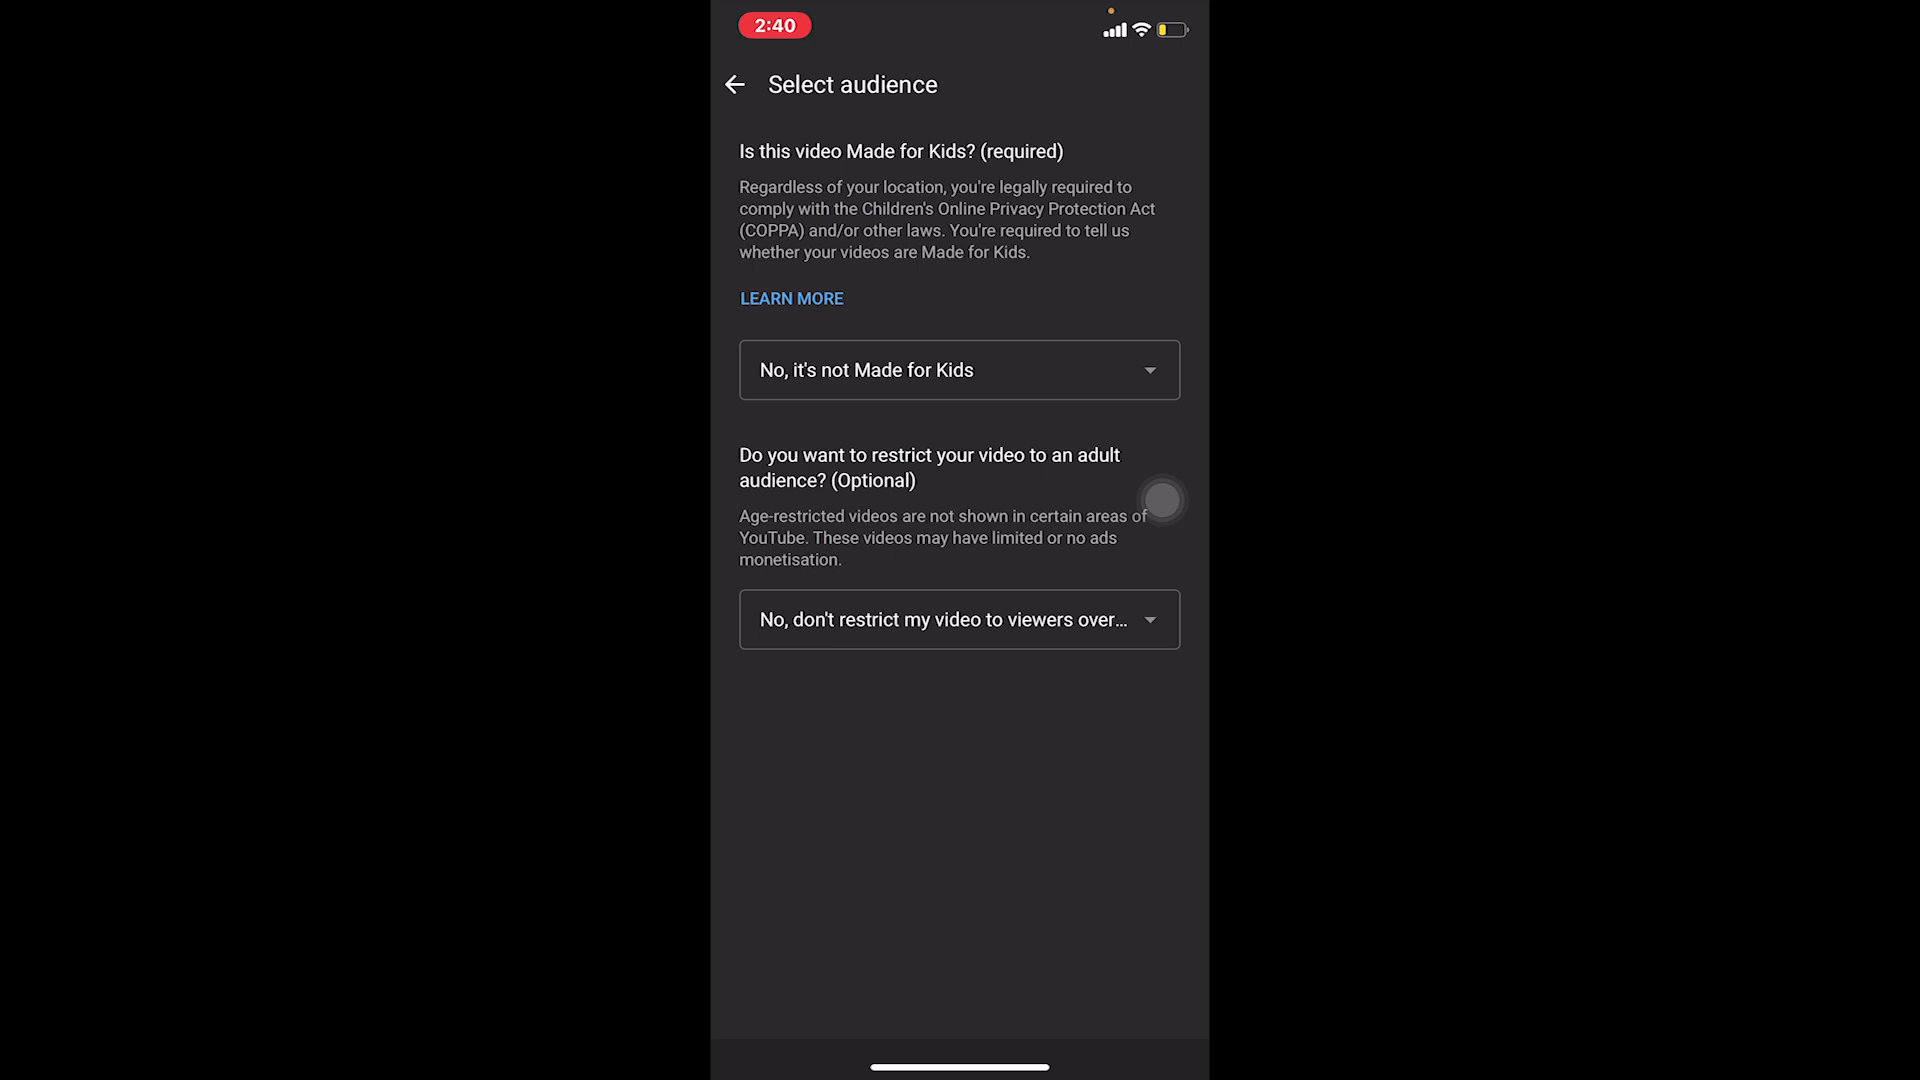 2:40
Select audience
Is this video Made for Kids? (required)
Regardless of your location, you're legally required to
comply with the Children's Online Privacy Protection Act
(COPPA) and/or other laws. You're required to tell us
whether your videos are Made for Kids.
LEARN MORE
No, it's not Made for Kids
Do you want to restrict your video to an adult
audience? (Optional)
Age-restricted videos are not shown in certain areas of
YouTube. These videos may have limited or no ads
monetisation.
No, don't restrict my video to viewers over...